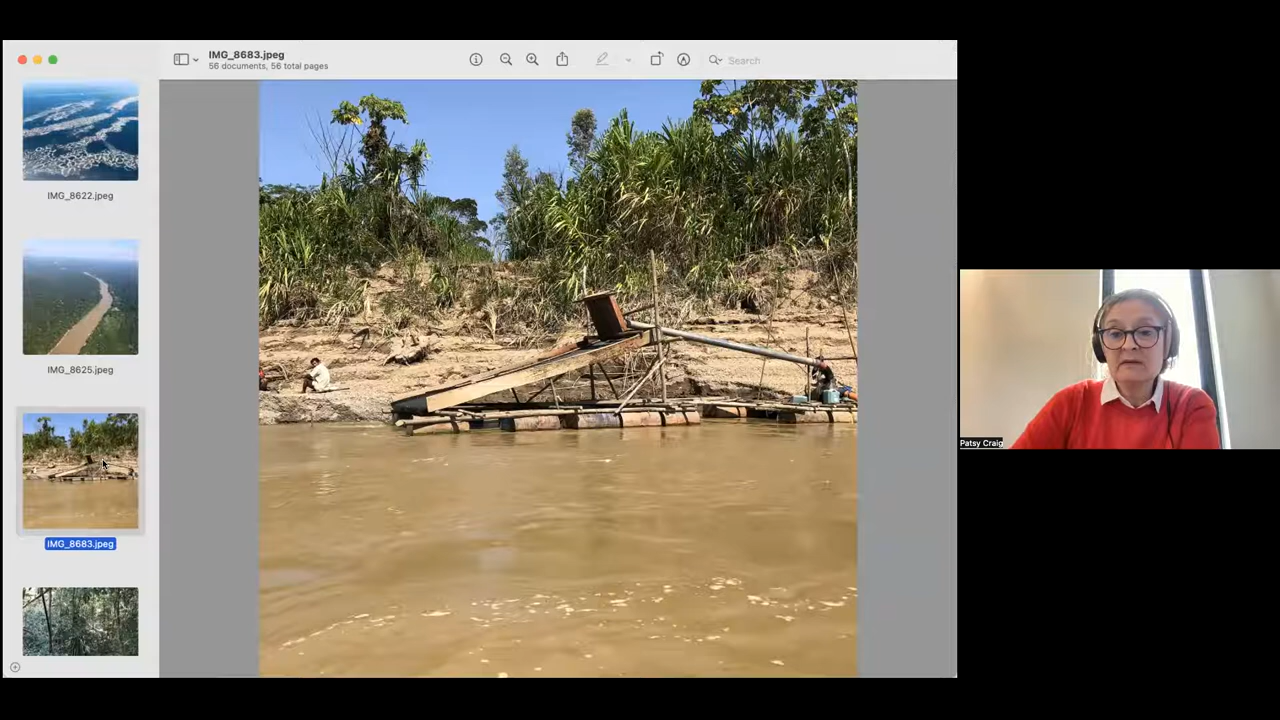 IMG_8683.jpeg
56 documents, 56 total pages
Search
IMG_8622.jpeg
IMG_8625.jpeg
IMG_8683.jpeg
Patsy Craig